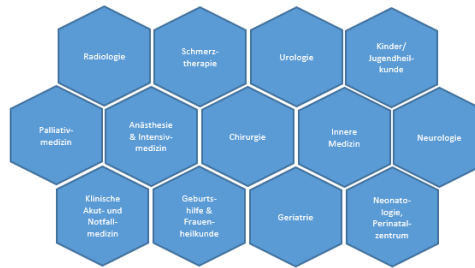 Radiologie
Schmerz-
therapie
Urologie
Kinder/
Jugendheil-
kunde
Palliativ-
medizin
Anästhesie
& Intensiv-
medizin
Chirurgie
Innere
Medizin
Neurologie
Klinische
Akut- und
Notfall-
medizin
Geburts-
hilfe &
Frauen-
heilkunde
Geriatrie
Neonato-
logie,
Perinatal-
zentrum